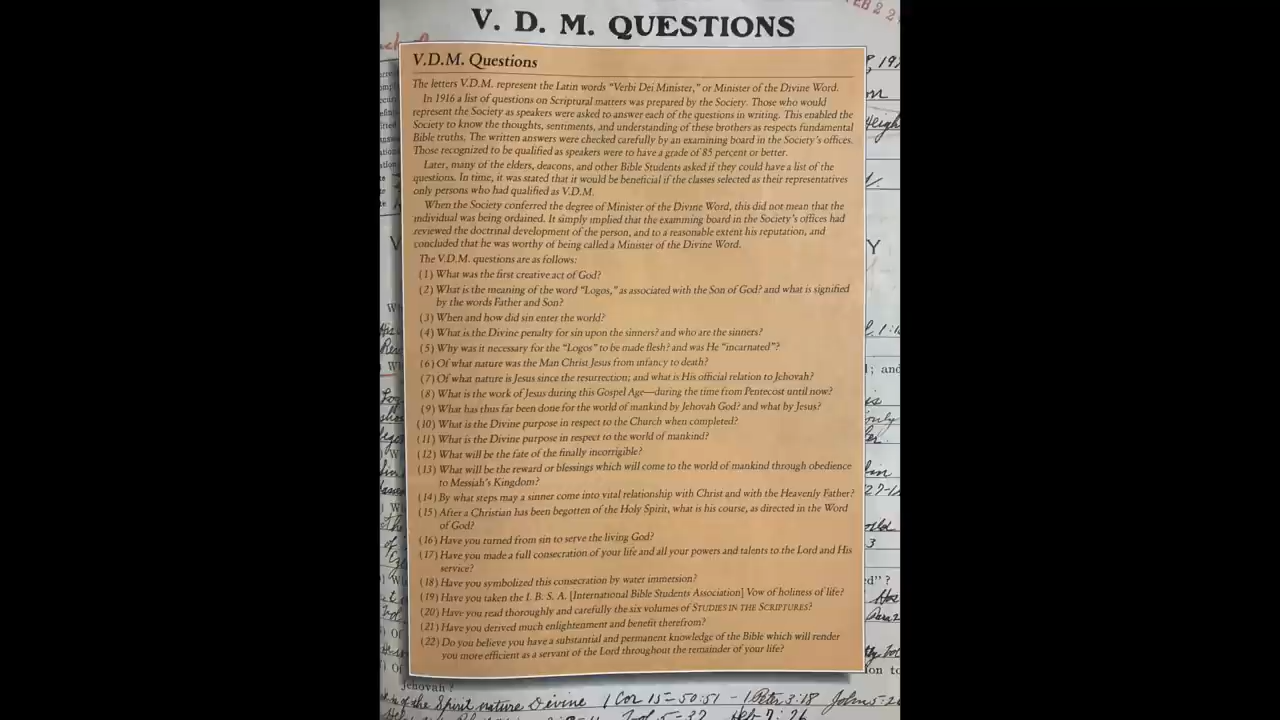 V. D. M. QUESTIONS
V.D.M. Questions
The letters V.D.M. represent the Latin words "Verbi Dei Minister," or Minister of the Divine Word.
In 1916 a list of questions on Scriptural matters was prepared by the Society. Those who would
represent the Society as speakers were asked to answer each of the questions in writing. This enabled the
Society to know the thoughts, sentiments, and understanding of these brothers as respects fundamental
Bible truths. The written answers were checked carefully by an examining board in the Society's offices.
Those recognized to be qualified as speakers were to have a grade of 85 percent or better.
Later, many of the elders, deacons, and other Bible Students asked if they could have a list of the
questions. In time, it was stated that it would be beneficial if the classes selected as their representatives
only persons who had qualified as V.D.M.
When the Society conferred the degree of Minister of the Divine Word, this did not mean that the
individual was being ordained. It simply implied that the examining board in the Society's offices had
reviewed the doctrinal development of the person, and to a reasonable extent his reputation, and
concluded that he was worthy of being called a Minister of the Divine Word.
The V.D.M. questions are as follows:
(1) What was the first creative act of God?
(2) What is the meaning of the word "Logos," as associated with the Son of God? and what is signified
by the words Father and Son?
(3) When and how did sin enter the world?
(4) What is the Divine penalty for sin upon the sinners? and who are the sinners?
(5) Why was it necessary for the "Logos" to be made flesh? and was He "incarnated"?
(6) Of what nature was the Man Christ Jesus from infancy to death?
(7) Of what nature is Jesus since the resurrection; and what is His official relation to Jehovah?
(8) What is the work of Jesus during this Gospel Age—during the time from Pentecost until now?
(9) What has thus far been done for the world of mankind by Jehovah God? and what by Jesus?
(10) What is the Divine purpose in respect to the Church when completed?
(11) What is the Divine purpose in respect to the world of mankind?
(12) What will be the fate of the finally incorrigible?
(13) What will be the reward or blessings which will come to the world of mankind through obedience
to Messiah's Kingdom?
(14) By what steps may a sinner come into vital relationship with Christ and with the Heavenly Father?
(15) After a Christian has been begotten of the Holy Spirit, what is his course, as directed in the Word
of God?
(16) Have you turned from sin to serve the living God?
(17) Have you made a full consecration of your life and all your powers and talents to the Lord and His
service?
(18) Have you symbolized this consecration by water immersion?
(19) Have you taken the I. B. S. A. [International Bible Students Association] Vow of holiness of life?
(20) Have you read thoroughly and carefully the six volumes of STUDIES IN THE SCRIPTURES?
(21) Have you derived much enlightenment and benefit therefrom?
(22) Do you believe you have a substantial and permanent knowledge of the Bible which will render
you more efficient as a servant of the Lord throughout the remainder of your life?
Jehovah?
of the Spirit nature Divine 1 Cor 15=50:51 – 1 Peter 3:18 John 5=26